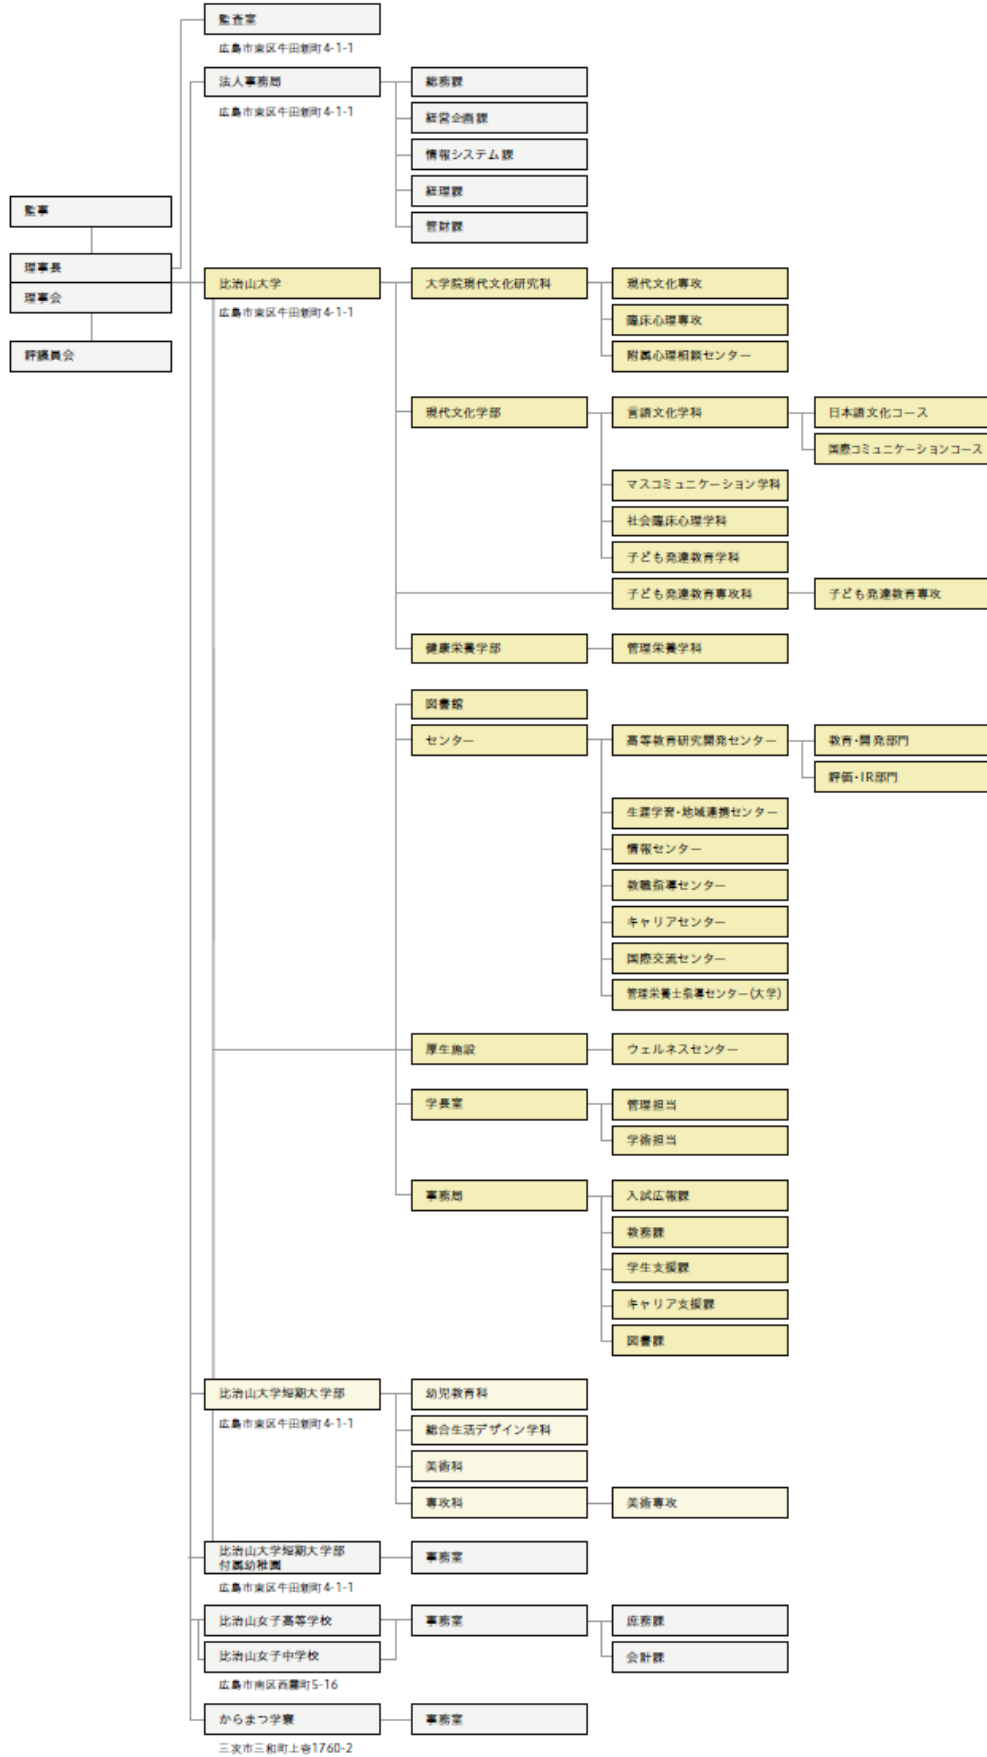 監査室
広島市東区牛田新町4-1-1
法人事務局
広島市東区牛田新町4-1-1
総務課
経営企画課
情報システム課
経理課
管財課
監事
理事長
理事会
評議員会
比治山大学
広島市東区牛田新町4-1-1
大学院現代文化研究科
現代文化専攻
臨床心理専攻
附属心理相談センター
現代文化学部
言語文化学科
日本語文化コース
国際コミュニケーションコース
マスコミュニケーション学科
社会臨床心理学科
子ども発達教育学科
子ども発達教育専攻科
子ども発達教育専攻
健康栄養学部
管理栄養学科
図書館
センター
高等教育研究開発センター
教育・開発部門
評価・IR部門
生涯学習・地域連携センター
情報センター
教職指導センター
キャリアセンター
国際交流センター
管理栄養士指導センター(大学)
厚生施設
ウェルネスセンター
学長室
管理担当
学術担当
事務局
入試広報課
教務課
学生支援課
キャリア支援課
図書課
比治山大学短期大学部
広島市東区牛田新町4-1-1
幼児教育科
総合生活デザイン学科
美術科
専攻科
美術専攻
比治山大学短期大学部
付属幼稚園
広島市東区牛田新町4-1-1
事務室
比治山女子高等学校
比治山女子中学校
広島市南区西霞町5-16
事務室
庶務課
会計課
からまつ学寮
三次市三和町上壱1760-2
事務室